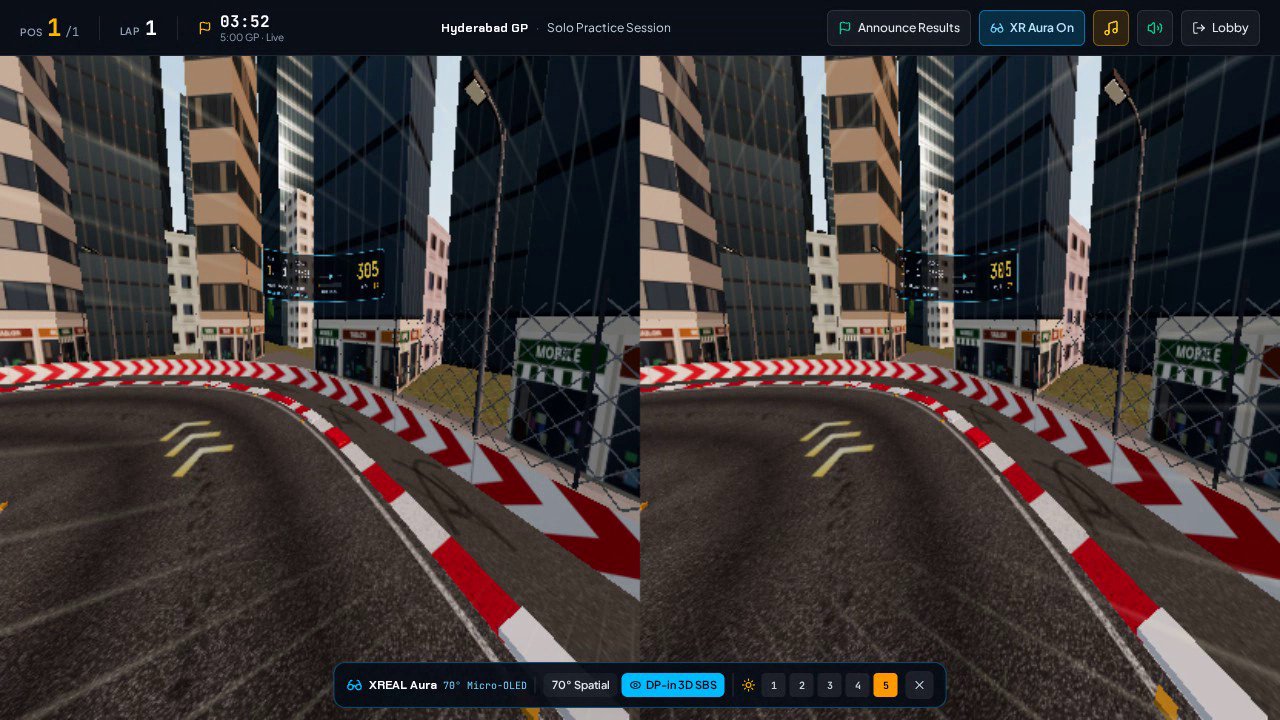 POS 1 /1
LAP 1
03:52
5:00 GP · Live
Hyderabad GP · Solo Practice Session
Announce Results
XR Aura On
Lobby
305
305
MOBILE
MOBILE
XREAL Aura 70° Micro-OLED
70° Spatial
DP-in 3D SBS
1 2 3 4 5